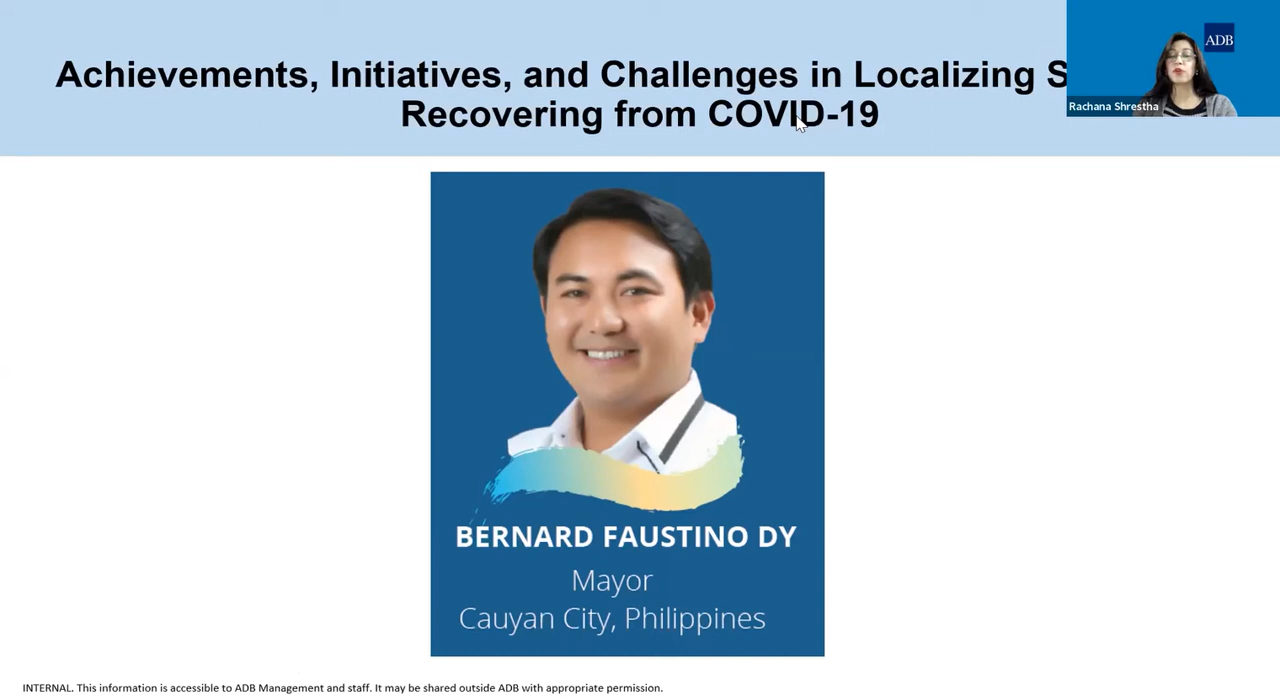 Achievements, Initiatives, and Challenges in Localizing
Recovering from COVID-19
ADB
Rachana Shrestha
BERNARD FAUSTINO DY
Mayor
Cauyan City, Philippines
INTERNAL. This information is accessible to ADB Management and staff. It may be shared outside ADB with appropriate permission.